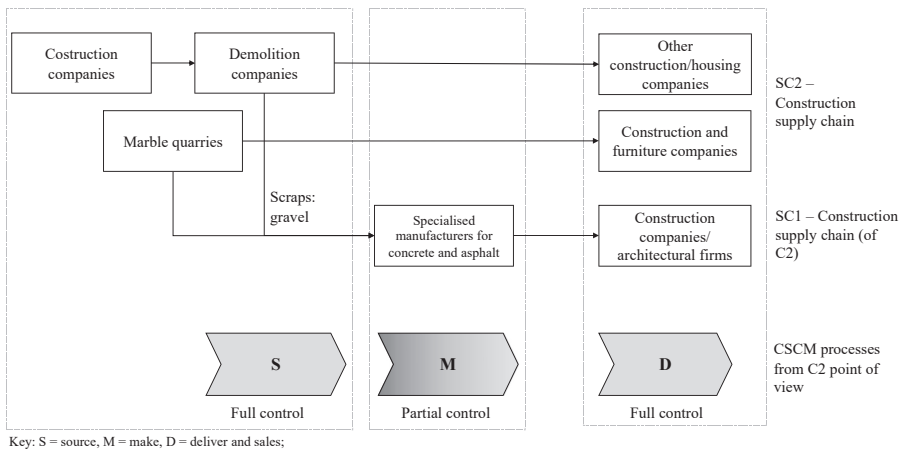 Costruction
companies
Demolition
companies
Other
construction/housing
companies
SC2 –
Construction
supply chain
Marble quarries
Construction and
furniture companies
Scraps:
gravel
Specialised
manufacturers for
concrete and asphalt
Construction
companies/
architectural firms
SC1 – Construction
supply chain (of
C2)
S
M
D
CSCM processes
from C2 point of
view
Full control
Partial control
Full control
Key: S = source, M = make, D = deliver and sales;